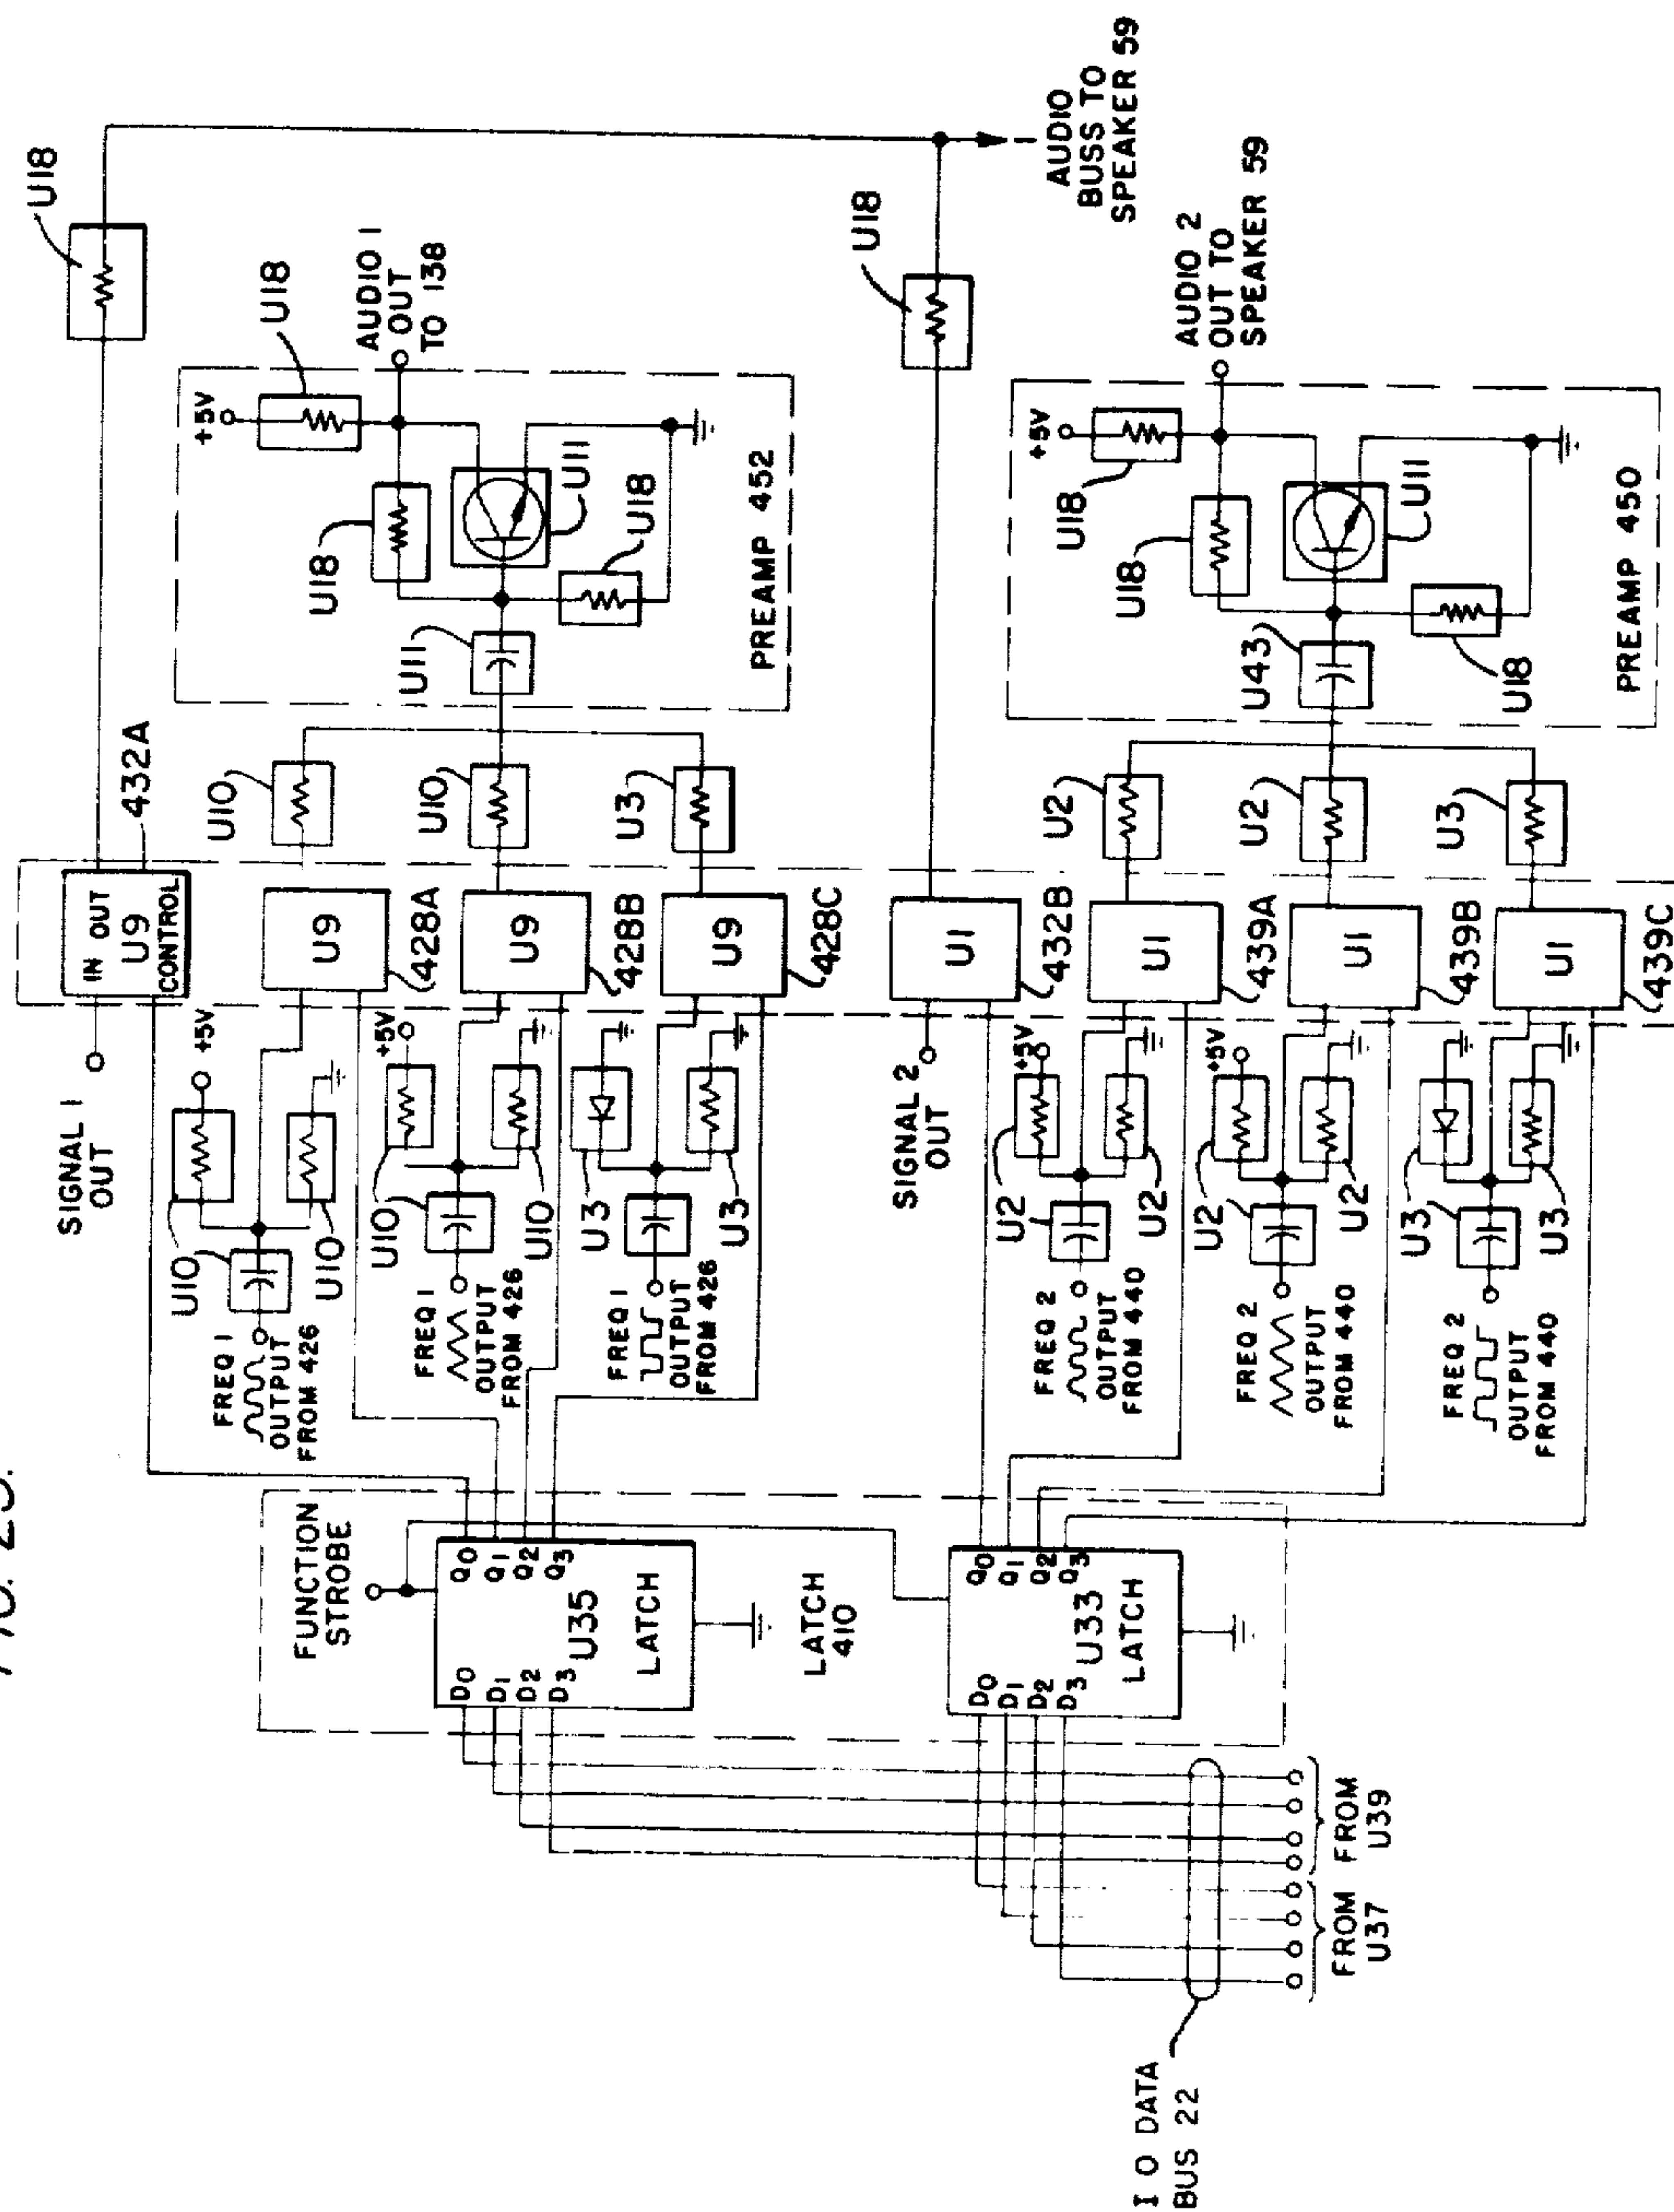 FIG. 23.
U18
432A
IN OUT
U9
CONTROL
SIGNAL 1
OUT
+5V
U10
U10
U10
FREQ 1
OUTPUT
FROM 426
U9
428A
U18
+5V
AUDIO 1
OUT
TO 138
U18
U11
U18
U11
PREAMP 452
U10
+5V
U10
U10
FREQ 1
OUTPUT
FROM 426
U9
428B
U3
U3
U3
FREQ 1
OUTPUT
FROM 426
U9
428C
FUNCTION
STROBE
D0
D1
D2
D3
Q0
Q1
Q2
Q3
U35
LATCH
LATCH
410
U18
AUDIO
BUSS TO
SPEAKER 59
SIGNAL 2
OUT
U1
432B
D0
D1
D2
D3
Q0
Q1
Q2
Q3
U33
LATCH
+5V
U2
U2
U2
FREQ 2
OUTPUT
FROM 440
U1
439A
U2
+5V
U18
AUDIO 2
OUT TO
SPEAKER 59
U18
U11
U43
U18
PREAMP 450
+5V
U2
U2
FREQ 2
OUTPUT
FROM 440
U1
439B
U2
U3
U3
FREQ 2
OUTPUT
FROM 440
U1
439C
U3
I O DATA
BUS 22
FROM
U37
FROM
U39